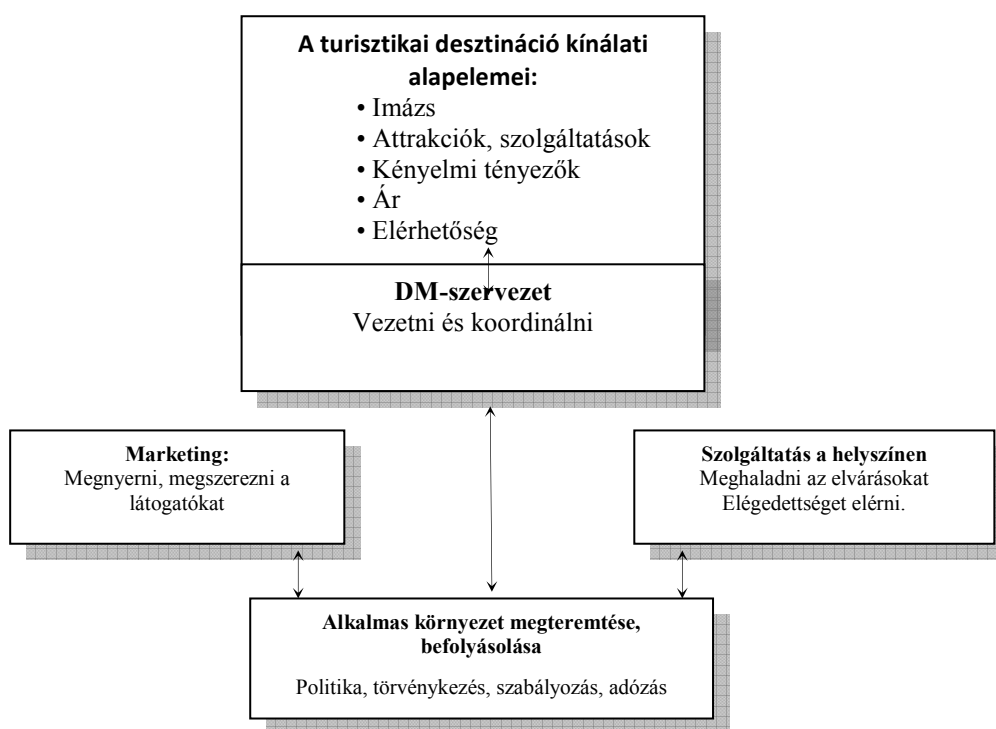 A turisztikai desztináció kínálati
alapelemei:
• Imázs
• Attrakciók, szolgáltatások
• Kényelmi tényezők
• Ár
• Elérhetőség
DM-szervezet
Vezetni és koordinálni
Marketing:
Megnyerni, megszerezni a
látogatókat
Szolgáltatás a helyszínen
Meghaladni az elvárásokat
Elégedettséget elérni.
Alkalmas környezet megteremtése,
befolyásolása
Politika, törvénykezés, szabályozás, adózás